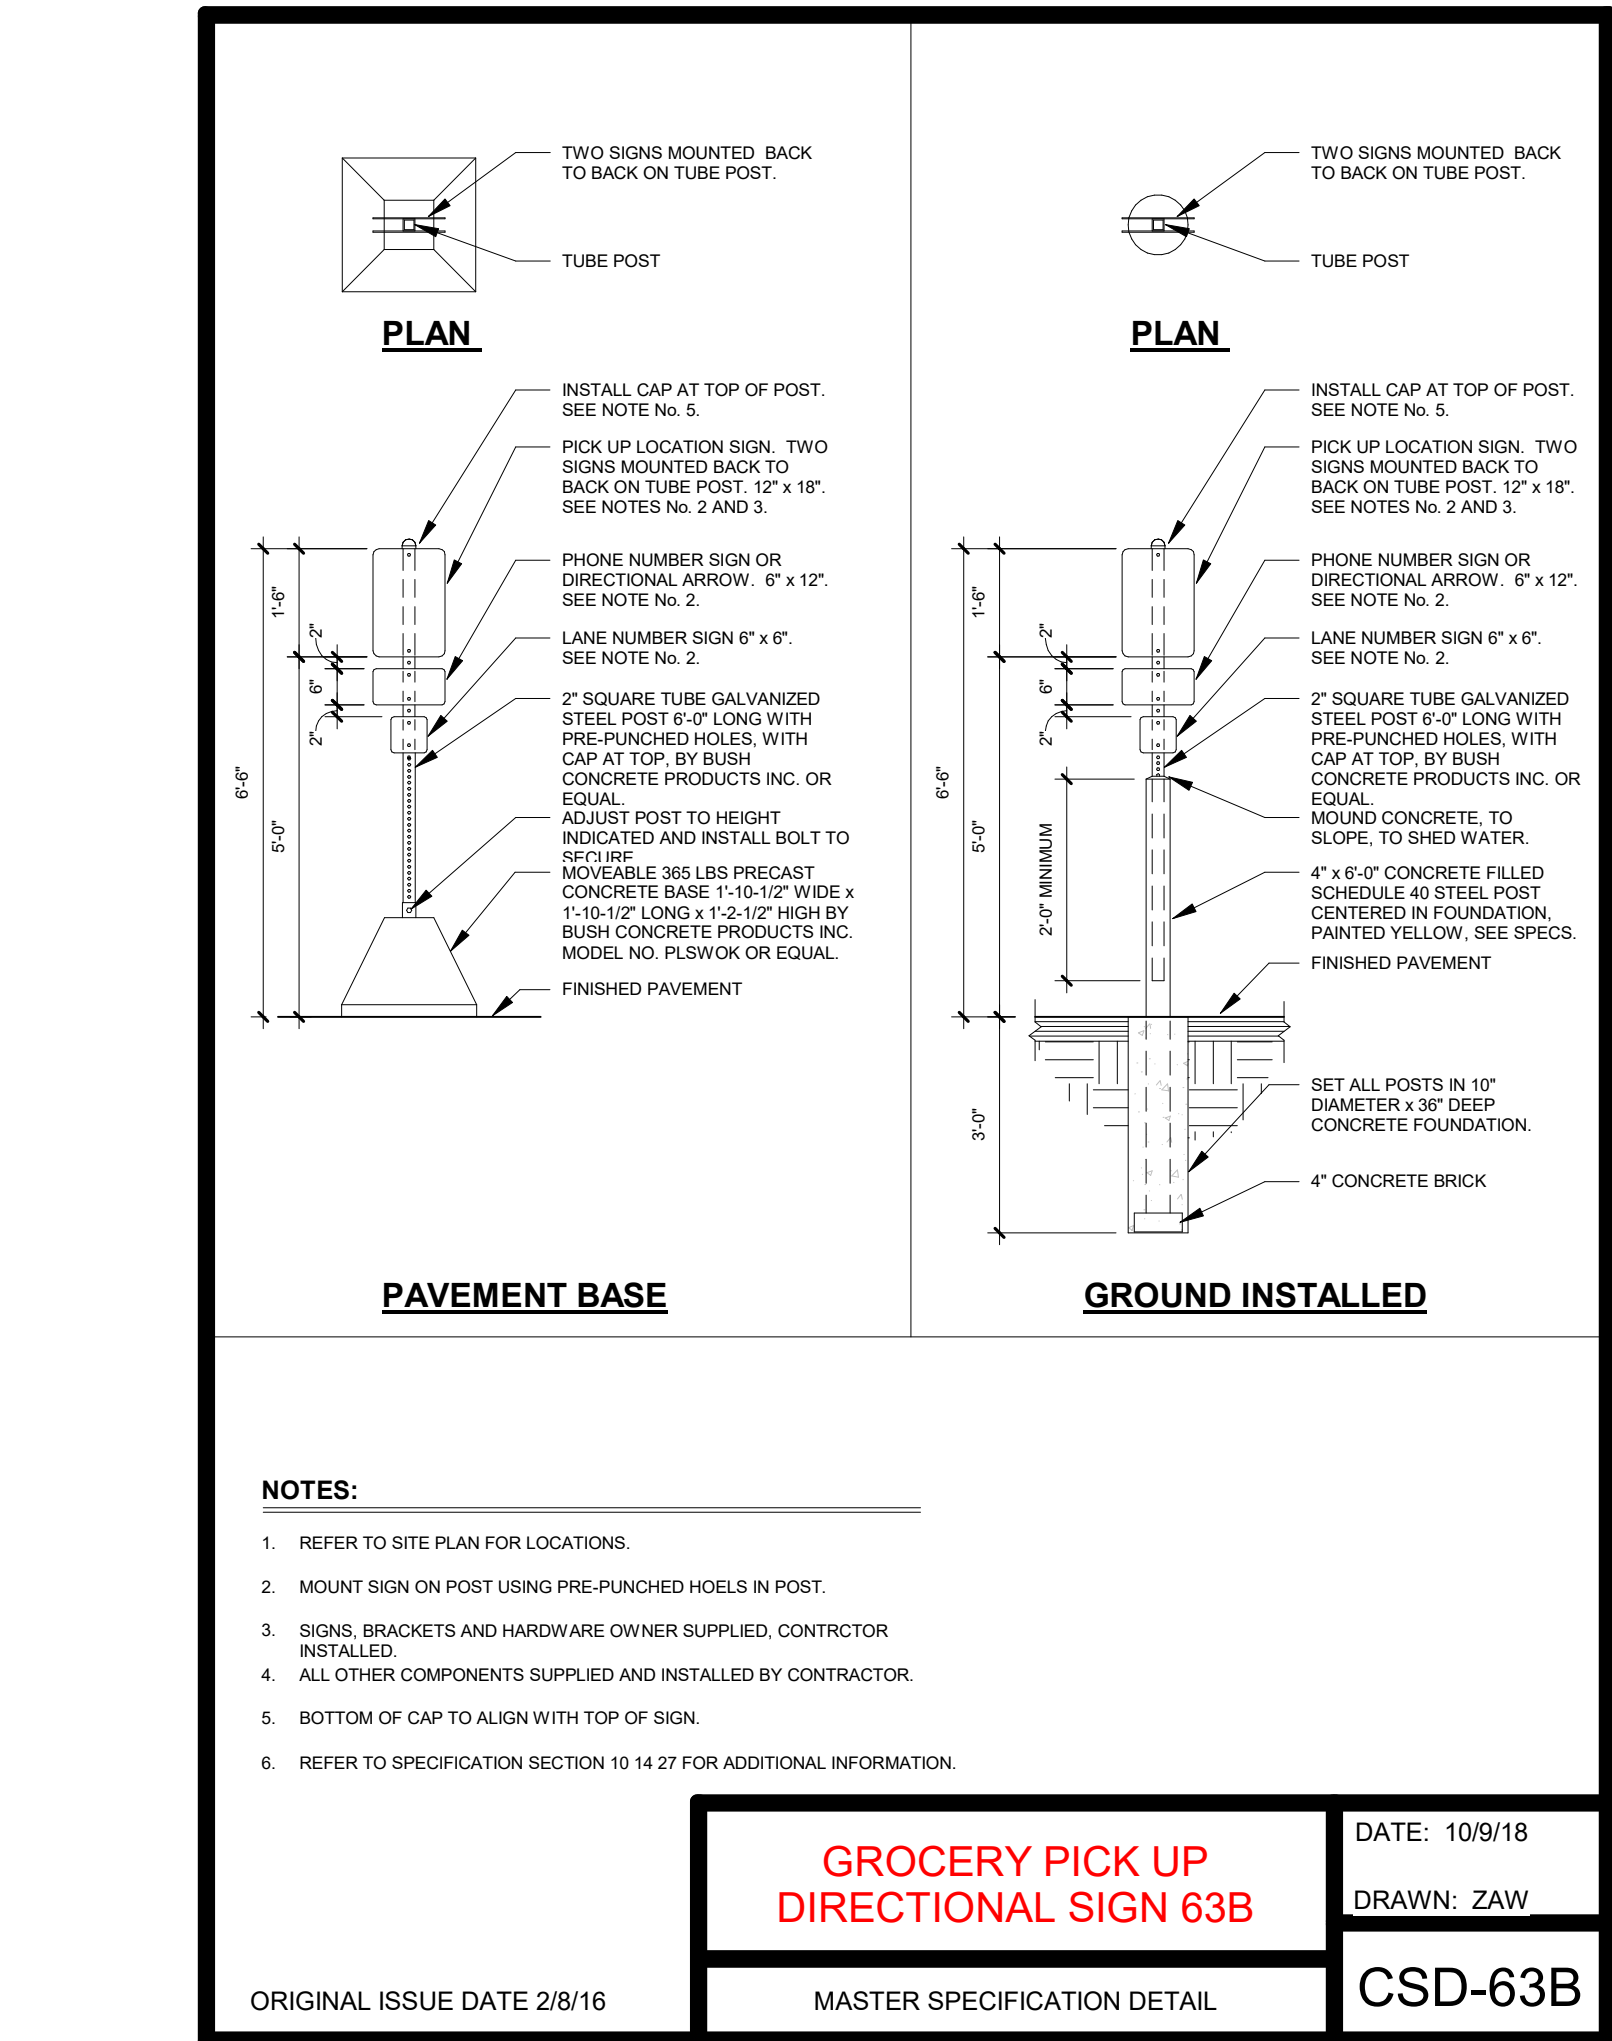 TWO SIGNS MOUNTED BACK
TO BACK ON TUBE POST.
TUBE POST
PLAN
INSTALL CAP AT TOP OF POST.
SEE NOTE No. 5.
PICK UP LOCATION SIGN. TWO
SIGNS MOUNTED BACK TO
BACK ON TUBE POST. 12" x 18".
SEE NOTES No. 2 AND 3.
PHONE NUMBER SIGN OR
DIRECTIONAL ARROW. 6" x 12".
SEE NOTE No. 2.
LANE NUMBER SIGN 6" x 6".
SEE NOTE No. 2.
2" SQUARE TUBE GALVANIZED
STEEL POST 6'-0" LONG WITH
PRE-PUNCHED HOLES, WITH
CAP AT TOP, BY BUSH
CONCRETE PRODUCTS INC. OR
EQUAL.
ADJUST POST TO HEIGHT
INDICATED AND INSTALL BOLT TO
SECURE
MOVEABLE 365 LBS PRECAST
CONCRETE BASE 1'-10-1/2" WIDE x
1'-10-1/2" LONG x 1'-2-1/2" HIGH BY
BUSH CONCRETE PRODUCTS INC.
MODEL NO. PLSWOK OR EQUAL.
FINISHED PAVEMENT
1'-6"
2"
6"
2"
6'-6"
5'-0"
PAVEMENT BASE
TWO SIGNS MOUNTED BACK
TO BACK ON TUBE POST.
TUBE POST
PLAN
INSTALL CAP AT TOP OF POST.
SEE NOTE No. 5.
PICK UP LOCATION SIGN. TWO
SIGNS MOUNTED BACK TO
BACK ON TUBE POST. 12" x 18".
SEE NOTES No. 2 AND 3.
PHONE NUMBER SIGN OR
DIRECTIONAL ARROW. 6" x 12".
SEE NOTE No. 2.
LANE NUMBER SIGN 6" x 6".
SEE NOTE No. 2.
2" SQUARE TUBE GALVANIZED
STEEL POST 6'-0" LONG WITH
PRE-PUNCHED HOLES, WITH
CAP AT TOP, BY BUSH
CONCRETE PRODUCTS INC. OR
EQUAL.
MOUND CONCRETE, TO
SLOPE, TO SHED WATER.
4" x 6'-0" CONCRETE FILLED
SCHEDULE 40 STEEL POST
CENTERED IN FOUNDATION,
PAINTED YELLOW, SEE SPECS.
FINISHED PAVEMENT
SET ALL POSTS IN 10"
DIAMETER x 36" DEEP
CONCRETE FOUNDATION.
4" CONCRETE BRICK
1'-6"
2"
6"
2"
6'-6"
5'-0"
2'-0" MINIMUM
3'-0"
GROUND INSTALLED
NOTES:
1. REFER TO SITE PLAN FOR LOCATIONS.
2. MOUNT SIGN ON POST USING PRE-PUNCHED HOELS IN POST.
3. SIGNS, BRACKETS AND HARDWARE OWNER SUPPLIED, CONTRCTOR
INSTALLED.
4. ALL OTHER COMPONENTS SUPPLIED AND INSTALLED BY CONTRACTOR.
5. BOTTOM OF CAP TO ALIGN WITH TOP OF SIGN.
6. REFER TO SPECIFICATION SECTION 10 14 27 FOR ADDITIONAL INFORMATION.
GROCERY PICK UP
DIRECTIONAL SIGN 63B
DATE: 10/9/18
DRAWN: ZAW
ORIGINAL ISSUE DATE 2/8/16
MASTER SPECIFICATION DETAIL
CSD-63B